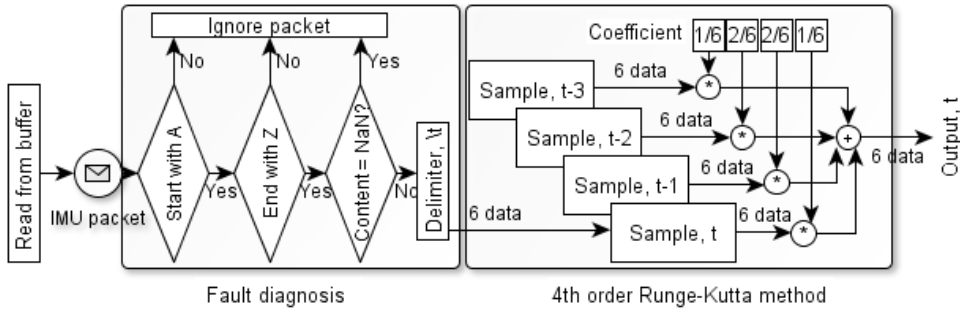 Ignore packet
No
No
Yes
Read from buffer
IMU packet
Start with A
Yes
End with Z
Yes
Content = NaN?
No
Delimiter, \t
6 data
Fault diagnosis
Coefficient
1/6
2/6
2/6
1/6
Sample, t-3
6 data
*
Sample, t-2
6 data
*
Sample, t-1
6 data
*
Sample, t
6 data
*
+
6 data
Output, t
4th order Runge-Kutta method